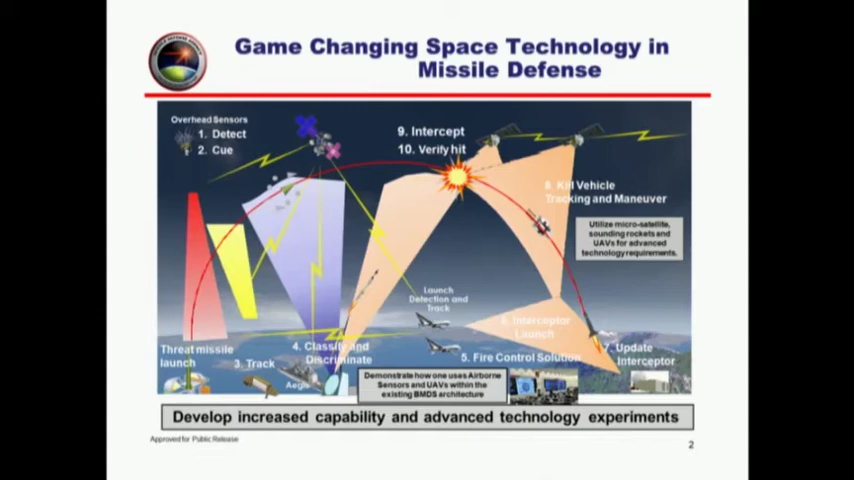 Game Changing Space Technology in
Missile Defense
Overhead Sensors
1. Detect
2. Cue
9. Intercept
10. Verify hit
8. Kill Vehicle
Tracking and Maneuver
Utilize micro-satellite,
sounding rockets and
UAVs for advanced
technology requirements.
Launch
Detection and
Track
6. Interceptor
Launch
Threat missile
launch
3. Track
4. Classify and
Discriminate
5. Fire Control Solution
7. Update
Interceptor
Aegis
Demonstrate how one uses Airborne
Sensors and UAVs within the
existing BMDS architecture
Develop increased capability and advanced technology experiments
Approved for Public Release
2